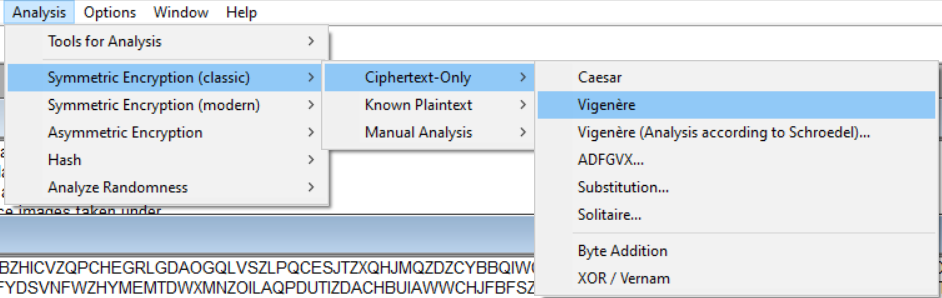 Analysis Options Window Help
Tools for Analysis
Symmetric Encryption (classic)
Symmetric Encryption (modern)
Asymmetric Encryption
Hash
Analyze Randomness
Ciphertext-Only
Known Plaintext
Manual Analysis
Caesar
Vigenère
Vigenère (Analysis according to Schroedel)...
ADFGVX...
Substitution...
Solitaire...
Byte Addition
XOR / Vernam
ce images taken under
BZHICVZQPCHEGRLGDAOGQLVSZLPQCESJTZXQHJMQZDZCYBBQIW
FYDSVNFWZHYMEMTDWXMNZOILAQPDUTIZDACHBUIAWWCHJFBFSZ